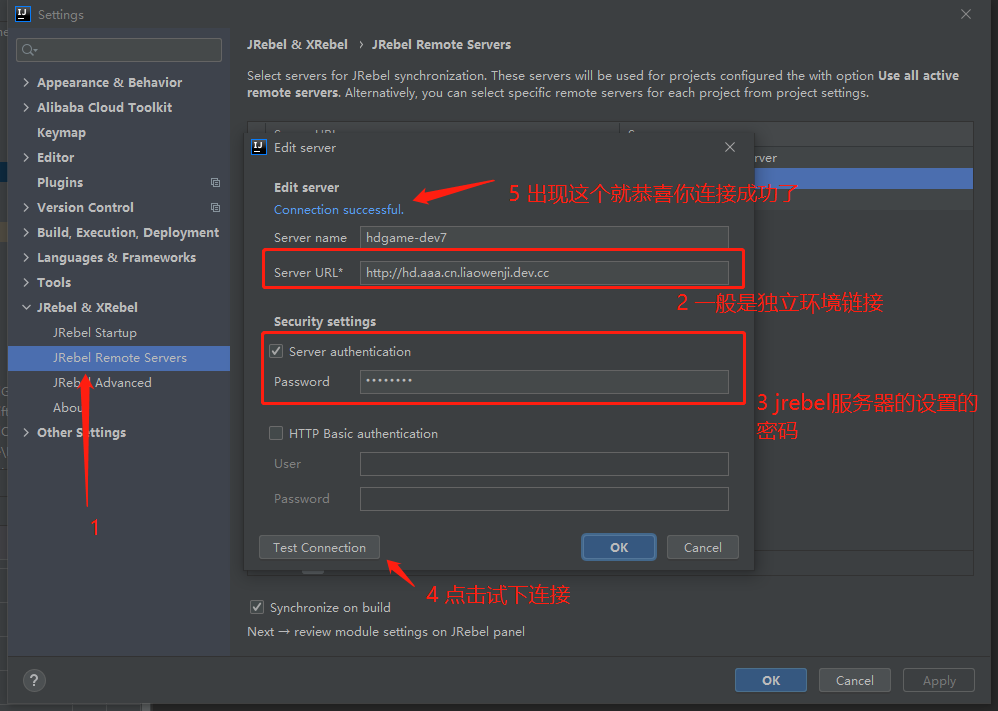 Settings
JRebel & XRebel › JRebel Remote Servers
Select servers for JRebel synchronization. These servers will be used for projects configured the with option Use all active
remote servers. Alternatively, you can select specific remote servers for each project from project settings.
Appearance & Behavior
Alibaba Cloud Toolkit
Keymap
Editor
Plugins
Version Control
Build, Execution, Deployment
Languages & Frameworks
Tools
JRebel & XRebel
JRebel Startup
JRebel Remote Servers
JRebel Advanced
Abou
Other Settings
1
Edit server
Edit server
Connection successful.
5 出现这个就恭喜你连接成功了
Server name hdgame-dev7
Server URL* http://hd.aaa.cn.liaowenji.dev.cc
2 一般是独立环境链接
Security settings
Server authentication
Password ••••••••
3 jrebel服务器的设置的
密码
HTTP Basic authentication
User
Password
Test Connection OK Cancel
4 点击试下连接
Synchronize on build
Next → review module settings on JRebel panel
? OK Cancel Apply